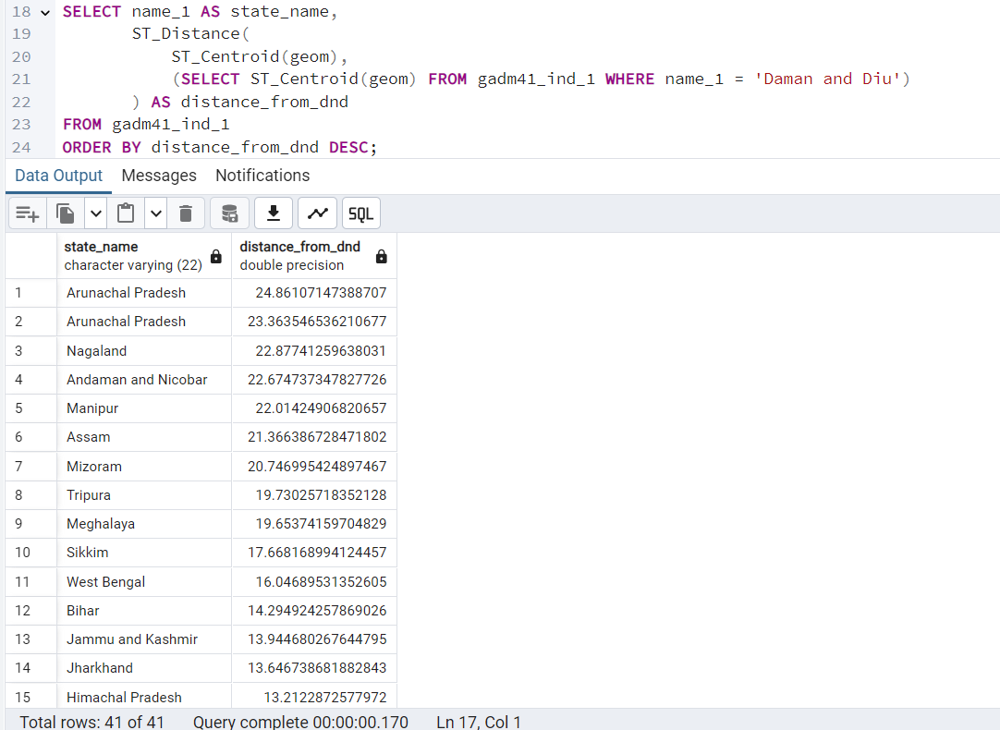 18 SELECT name_1 AS state_name,
19 ST_Distance(
20 ST_Centroid(geom),
21 (SELECT ST_Centroid(geom) FROM gadm41_ind_1 WHERE name_1 = 'Daman and Diu')
22 ) AS distance_from_dnd
23 FROM gadm41_ind_1
24 ORDER BY distance_from_dnd DESC;
Data Output Messages Notifications
SQL
state_name distance_from_dnd
character varying (22) double precision
1 Arunachal Pradesh 24.86107147388707
2 Arunachal Pradesh 23.363546536210677
3 Nagaland 22.87741259638031
4 Andaman and Nicobar 22.674737347827726
5 Manipur 22.01424906820657
6 Assam 21.366386728471802
7 Mizoram 20.746995424897467
8 Tripura 19.73025718352128
9 Meghalaya 19.65374159704829
10 Sikkim 17.668168994124457
11 West Bengal 16.04689531352605
12 Bihar 14.294924257869026
13 Jammu and Kashmir 13.944680267644795
14 Jharkhand 13.646738681882843
15 Himachal Pradesh 13.2122872577972
Total rows: 41 of 41 Query complete 00:00:00.170 Ln 17, Col 1